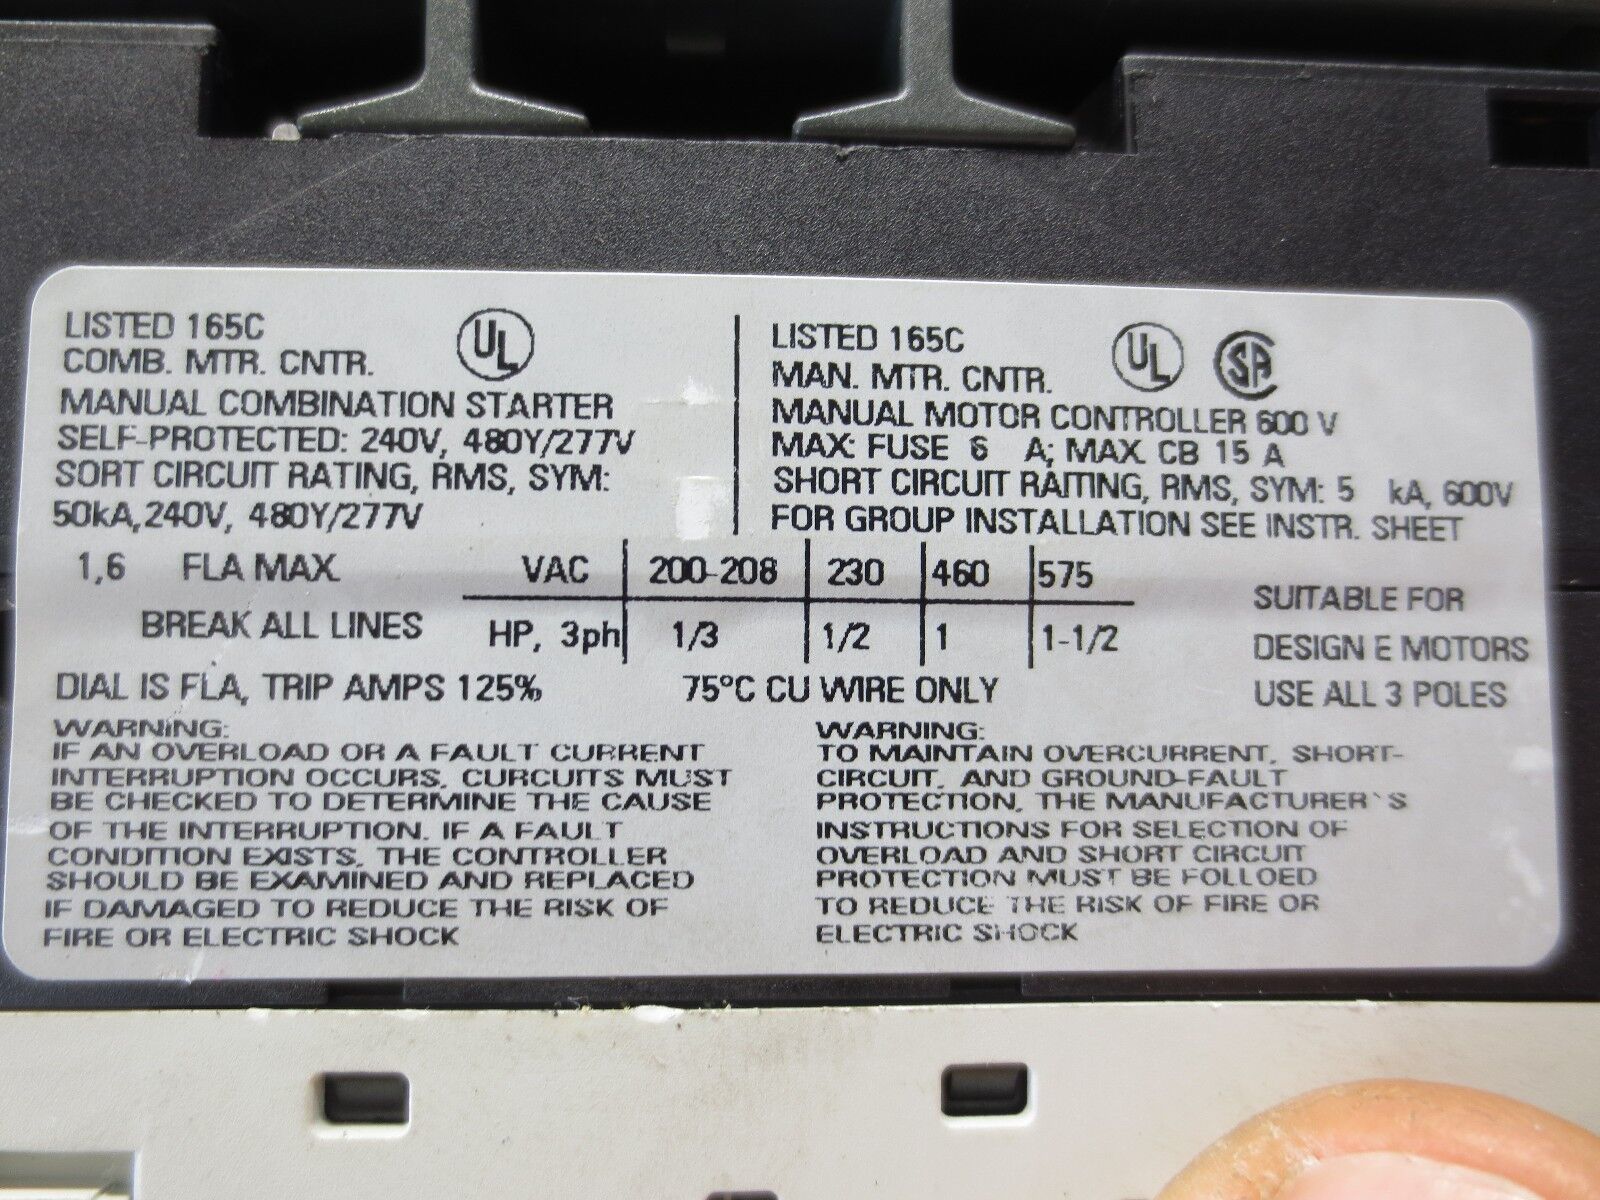 LISTED 165C
COMB. MTR. CNTR.
UL
MANUAL COMBINATION STARTER
SELF-PROTECTED: 240V, 480Y/277V
SORT CIRCUIT RATING, RMS, SYM:
50kA, 240V, 480Y/277V
LISTED 165C
MAN. MTR. CNTR.
UL
SA
MANUAL MOTOR CONTROLLER 600 V
MAX: FUSE 6 A; MAX. CB 15 A
SHORT CIRCUIT RAITING, RMS, SYM: 5 kA, 600V
FOR GROUP INSTALLATION SEE INSTR. SHEET
1,6 FLA MAX.
BREAK ALL LINES
VAC 200-208 230 460 575
HP, 3ph 1/3 1/2 1 1-1/2
SUITABLE FOR
DESIGN E MOTORS
USE ALL 3 POLES
DIAL IS FLA, TRIP AMPS 125% 75°C CU WIRE ONLY
WARNING:
IF AN OVERLOAD OR A FAULT CURRENT
INTERRUPTION OCCURS, CURCUITS MUST
BE CHECKED TO DETERMINE THE CAUSE
OF THE INTERRUPTION. IF A FAULT
CONDITION EXISTS, THE CONTROLLER
SHOULD BE EXAMINED AND REPLACED
IF DAMAGED TO REDUCE THE RISK OF
FIRE OR ELECTRIC SHOCK
WARNING:
TO MAINTAIN OVERCURRENT, SHORT-
CIRCUIT, AND GROUND-FAULT
PROTECTION, THE MANUFACTURER`S
INSTRUCTIONS FOR SELECTION OF
OVERLOAD AND SHORT CIRCUIT
PROTECTION MUST BE FOLLOED
TO REDUCE THE RISK OF FIRE OR
ELECTRIC SHOCK